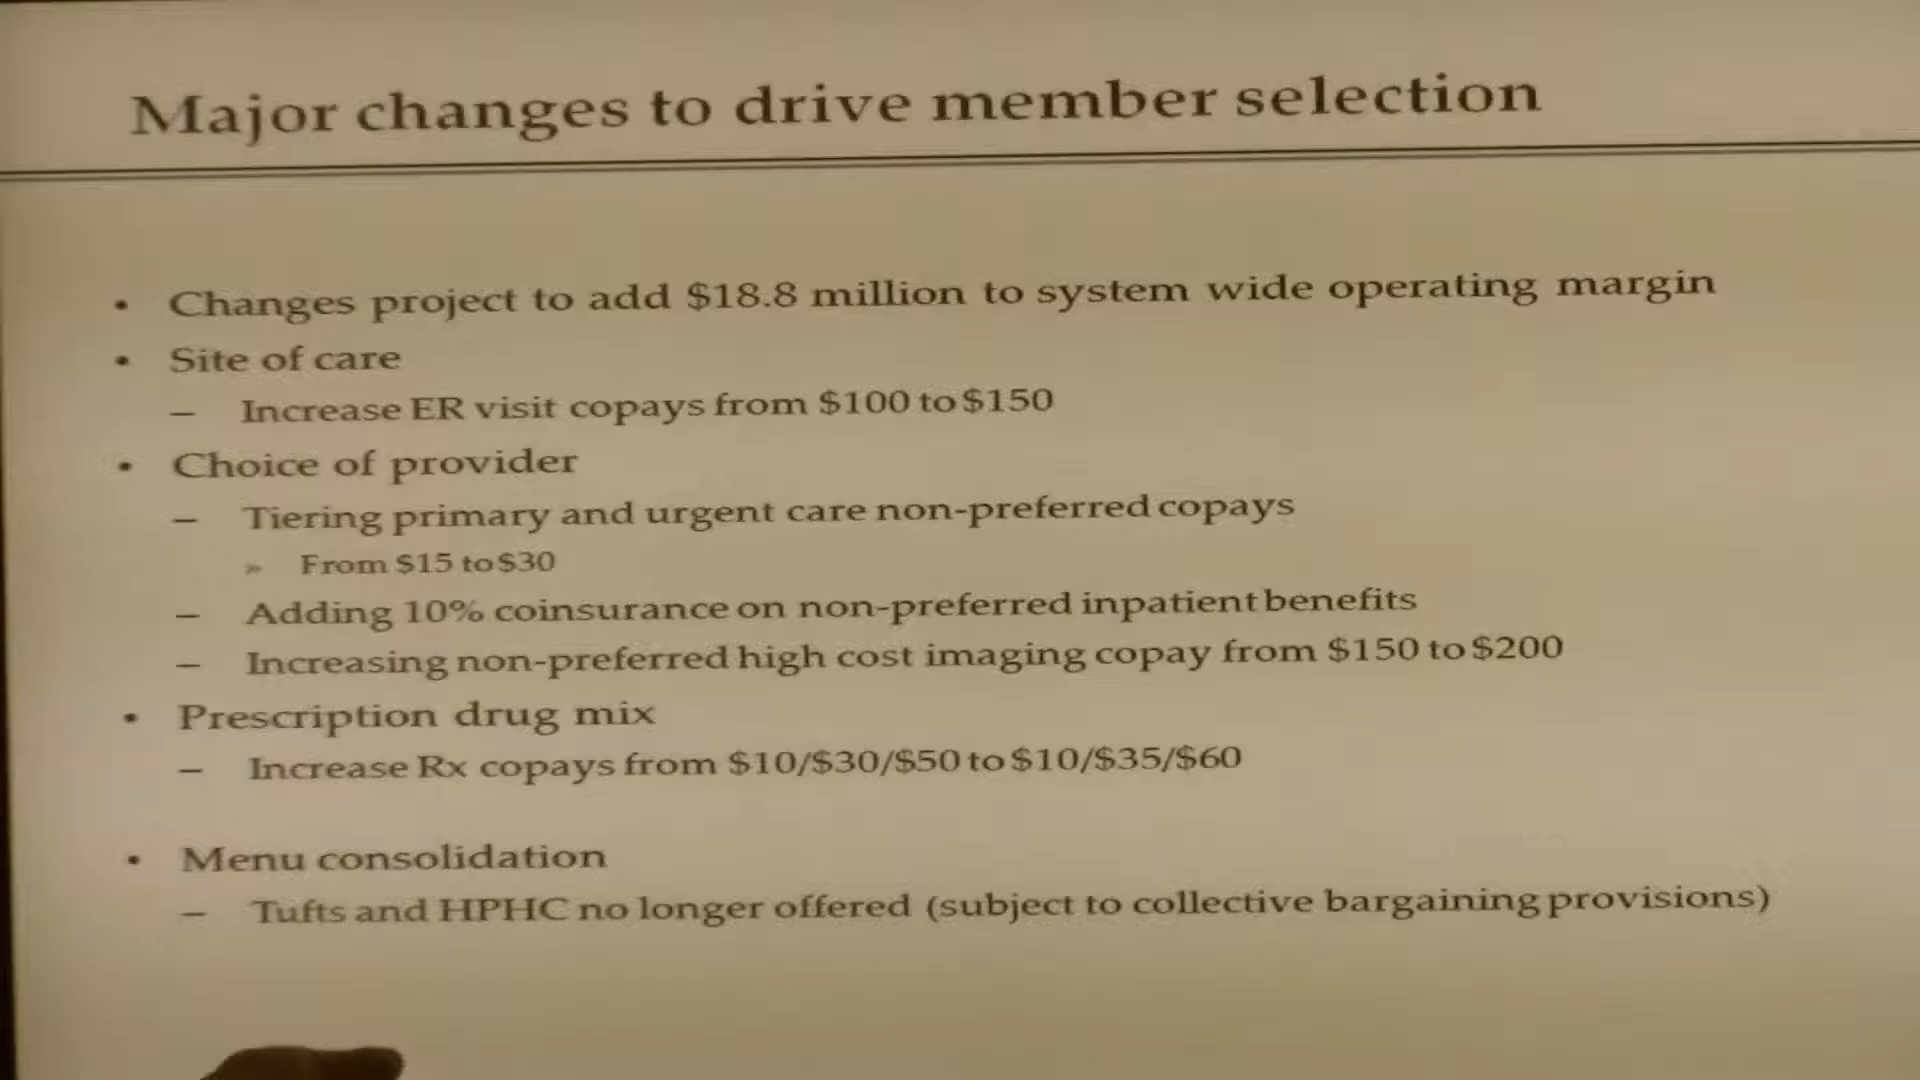 Major changes to drive member selection
• Changes project to add $18.8 million to system wide operating margin
• Site of care
– Increase ER visit copays from $100 to $150
• Choice of provider
– Tiering primary and urgent care non-preferred copays
» From $15 to $30
– Adding 10% coinsurance on non-preferred inpatient benefits
– Increasing non-preferred high cost imaging copay from $150 to $200
• Prescription drug mix
– Increase Rx copays from $10/$30/$50 to $10/$35/$60
• Menu consolidation
– Tufts and HPHC no longer offered (subject to collective bargaining provisions)